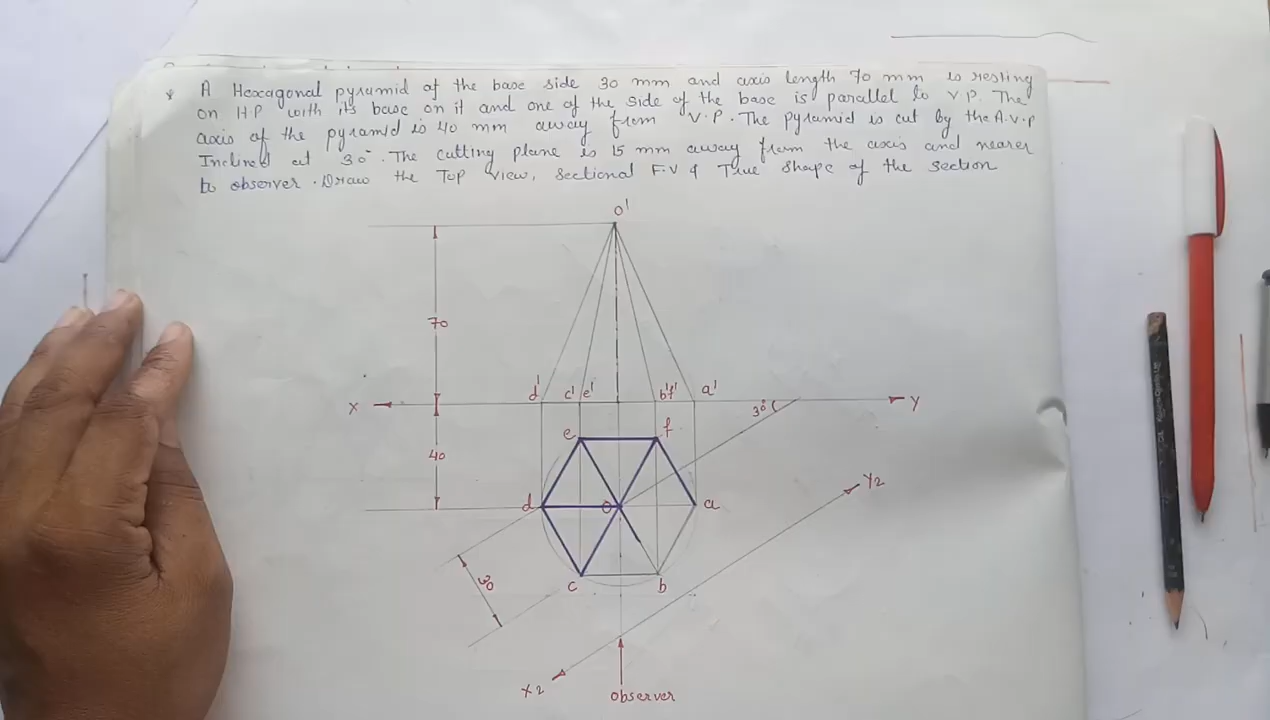 A Hexagonal pyramid of the base side 30 mm and axis length 70 mm is resting
on H.P with its base on it and one of the side of the base is parallel to V.P. The
axis of the pyramid is 40 mm away from V.P. The pyramid is cut by the A.V.P
Inclined at 30°. The cutting plane is 15 mm away from the axis and nearer
to observer. Draw the Top view, sectional F.V & True shape of the section
o'
70
d' c' e' b'f' a'
X Y
30°
e f
40
d o a
Y2
30
c b
X2
observer